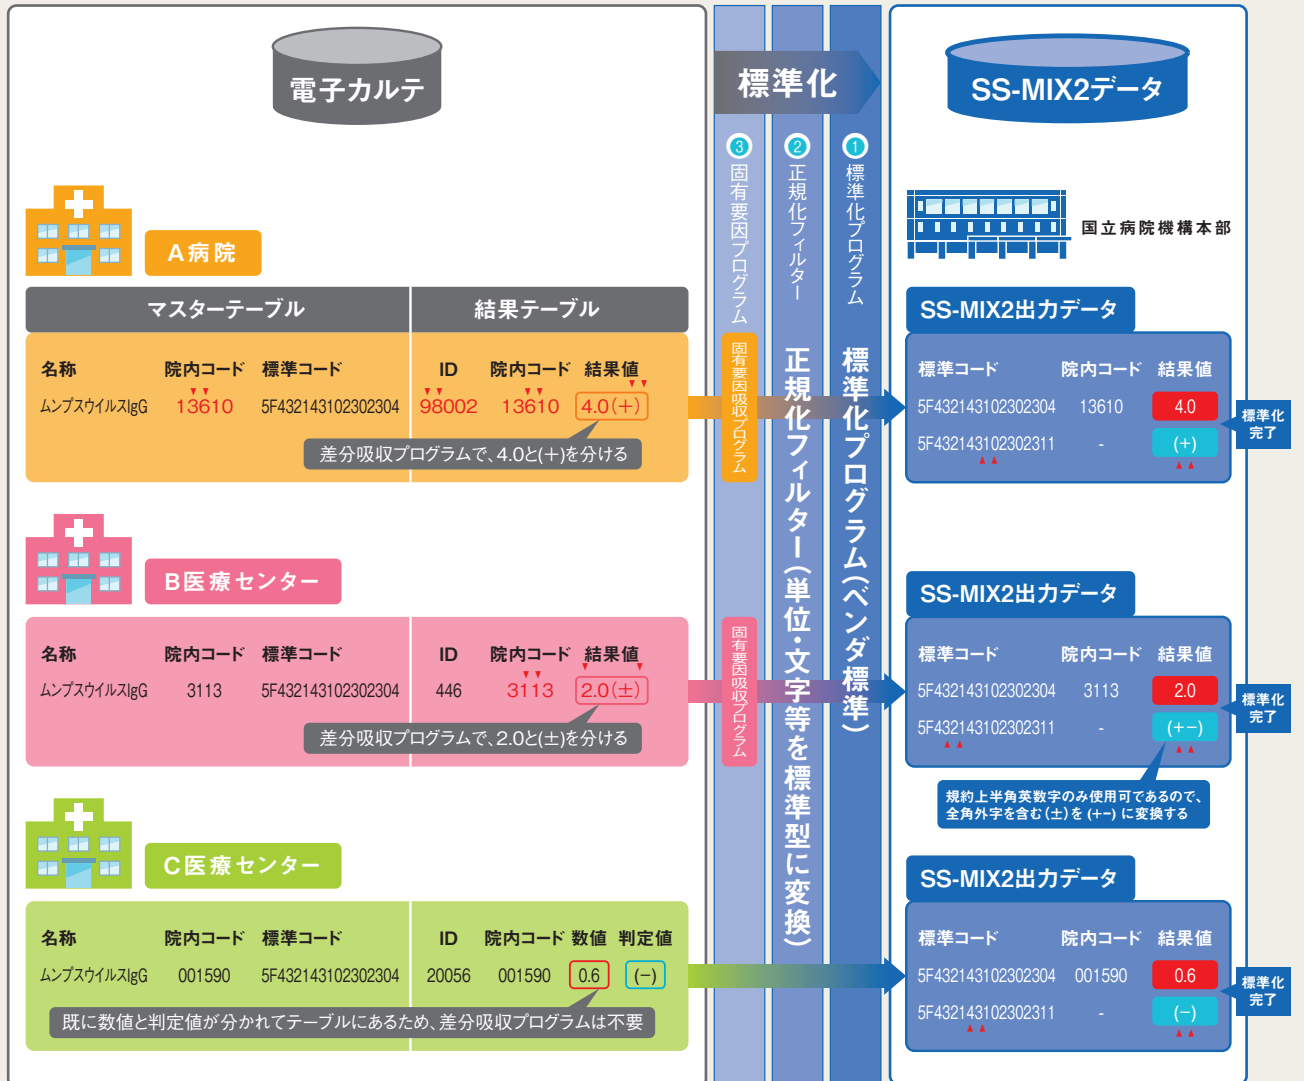 電子カルテ
標準化
SS-MIX2データ
③ 固有要因プログラム
② 正規化フィルター
① 標準化プログラム
国立病院機構本部
正規化フィルター(単位・文字等を標準型に変換)
標準化プログラム(ベンダ標準)
A病院
マスターテーブル 結果テーブル
名称 院内コード 標準コード ID 院内コード 結果値
ムンプスウイルスIgG 13610 5F432143102302304 98002 13610 4.0(+)
差分吸収プログラムで、4.0と(+)を分ける
固有要因吸収プログラム
SS-MIX2出力データ
標準コード 院内コード 結果値
5F432143102302304 13610 4.0
5F432143102302311 - (+)
標準化
完了
B医療センター
名称 院内コード 標準コード ID 院内コード 結果値
ムンプスウイルスIgG 3113 5F432143102302304 446 3113 2.0(±)
差分吸収プログラムで、2.0と(±)を分ける
固有要因吸収プログラム
SS-MIX2出力データ
標準コード 院内コード 結果値
5F432143102302304 3113 2.0
5F432143102302311 - (+−)
標準化
完了
規約上半角英数字のみ使用可であるので、
全角外字を含む(±)を(+−)に変換する
C医療センター
名称 院内コード 標準コード ID 院内コード 数値 判定値
ムンプスウイルスIgG 001590 5F432143102302304 20056 001590 0.6 (−)
既に数値と判定値が分かれてテーブルにあるため、差分吸収プログラムは不要
SS-MIX2出力データ
標準コード 院内コード 結果値
5F432143102302304 001590 0.6
5F432143102302311 - (−)
標準化
完了